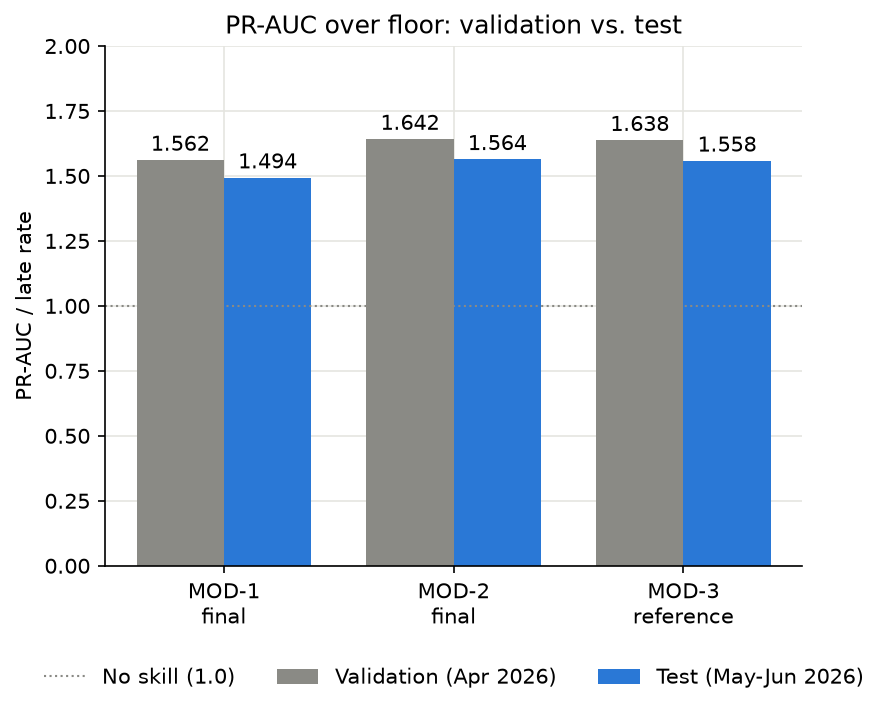 PR-AUC over floor: validation vs. test
PR-AUC / late rate
2.00
1.75
1.50
1.25
1.00
0.75
0.50
0.25
0.00
1.562
1.494
1.642
1.564
1.638
1.558
MOD-1
final
MOD-2
final
MOD-3
reference
No skill (1.0)
Validation (Apr 2026)
Test (May-Jun 2026)